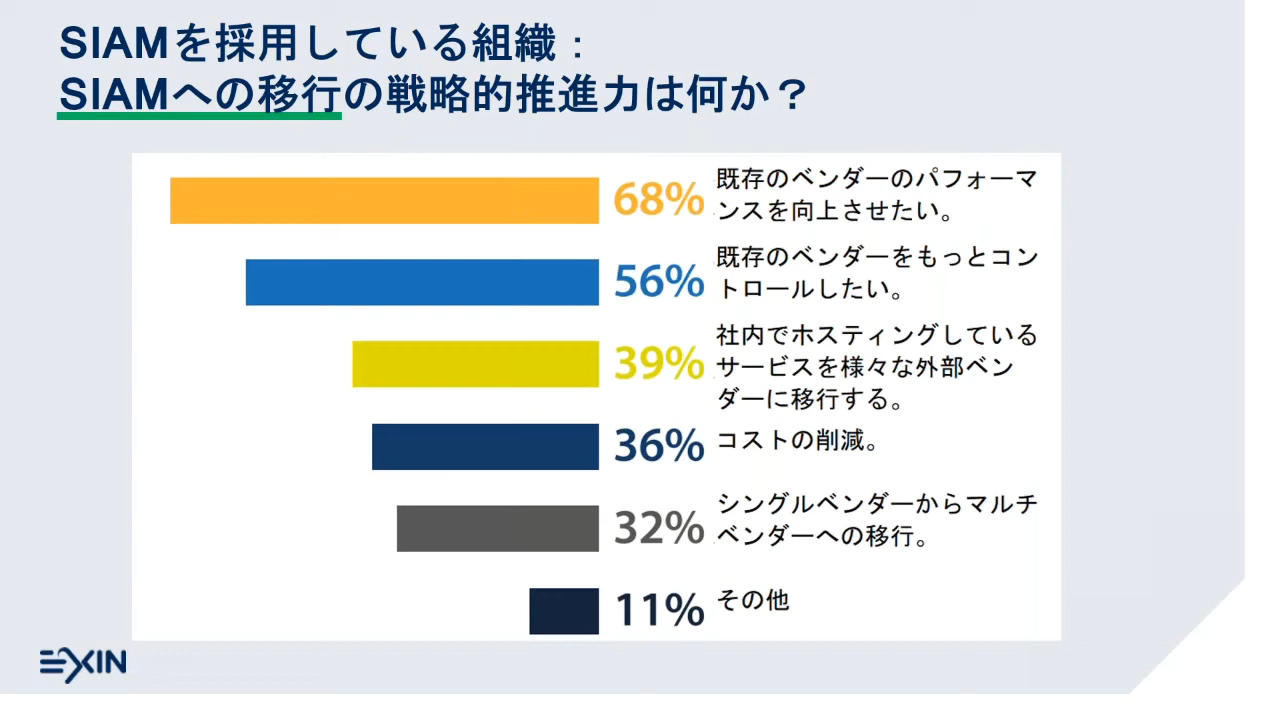 SIAMを採用している組織：
SIAMへの移行の戦略的推進力は何か？
68%
既存のベンダーのパフォーマ
ンスを向上させたい。
56%
既存のベンダーをもっとコン
トロールしたい。
39%
社内でホスティングしている
サービスを様々な外部ベン
ダーに移行する。
36%
コストの削減。
32%
シングルベンダーからマルチ
ベンダーへの移行。
11%
その他
EXIN